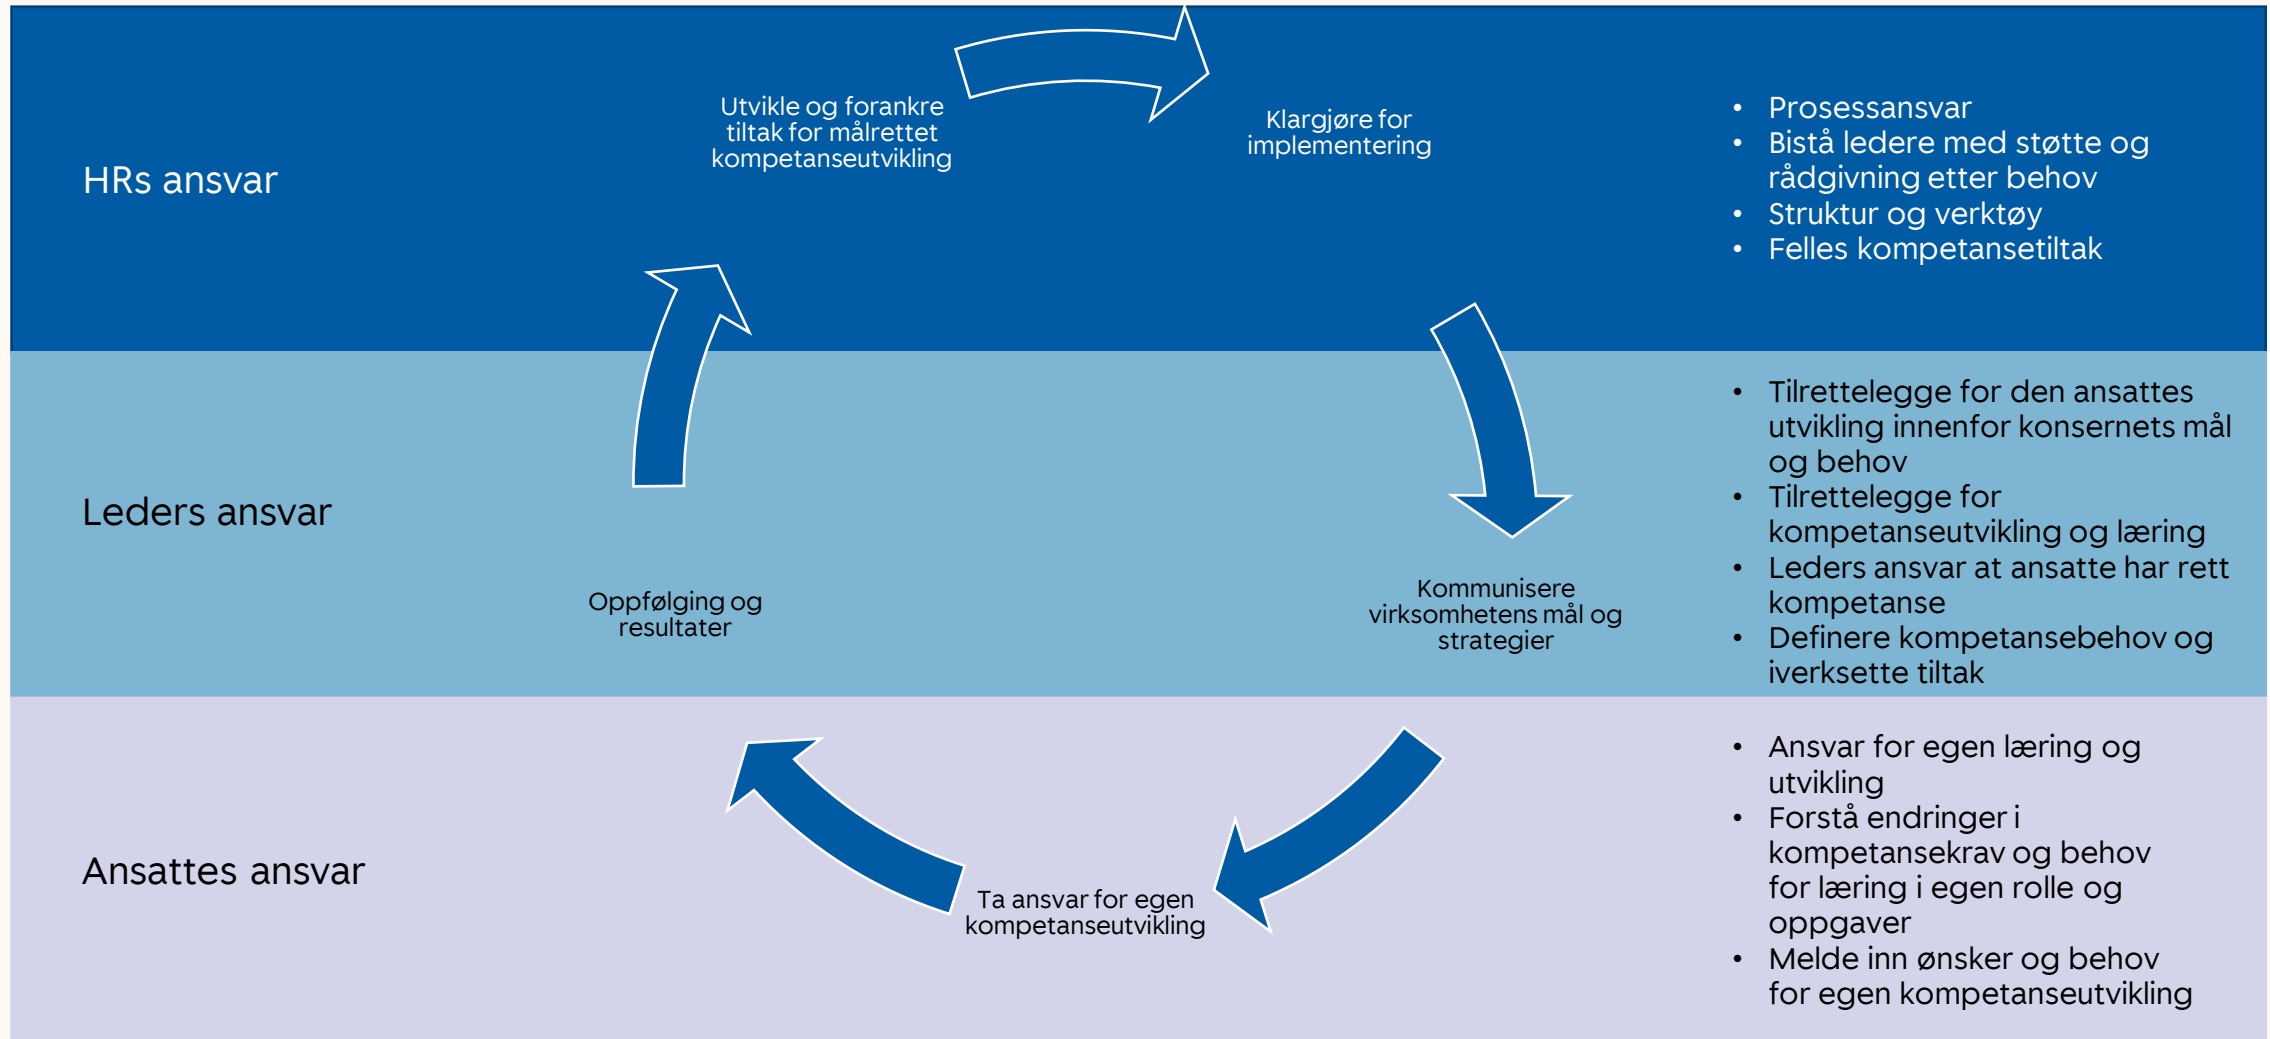 HRs ansvar
Utvikle og forankre
tiltak for målrettet
kompetanseutvikling
Klargjøre for
implementering
• Prosessansvar
• Bistå ledere med støtte og
rådgivning etter behov
• Struktur og verktøy
• Felles kompetansetiltak
Leders ansvar
Oppfølging og
resultater
Kommunisere
virksomhetens mål og
strategier
• Tilrettelegge for den ansattes
utvikling innenfor konsernets mål
og behov
• Tilrettelegge for
kompetanseutvikling og læring
• Leders ansvar at ansatte har rett
kompetanse
• Definere kompetansebehov og
iverksette tiltak
Ansattes ansvar
Ta ansvar for egen
kompetanseutvikling
• Ansvar for egen læring og
utvikling
• Forstå endringer i
kompetansekrav og behov
for læring i egen rolle og
oppgaver
• Melde inn ønsker og behov
for egen kompetanseutvikling